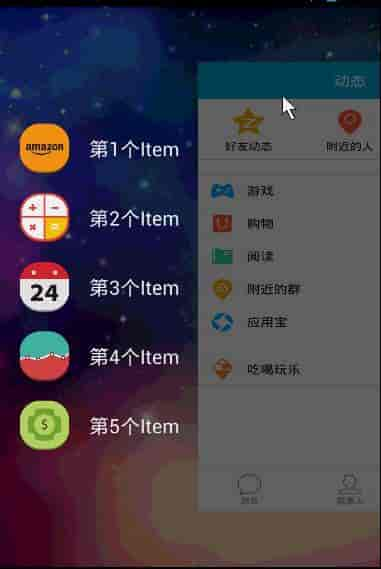 amazon
第1个Item
第2个Item
24
第3个Item
第4个Item
$
第5个Item
动态
好友动态
附近的人
游戏
购物
阅读
附近的群
应用宝
吃喝玩乐
联系人